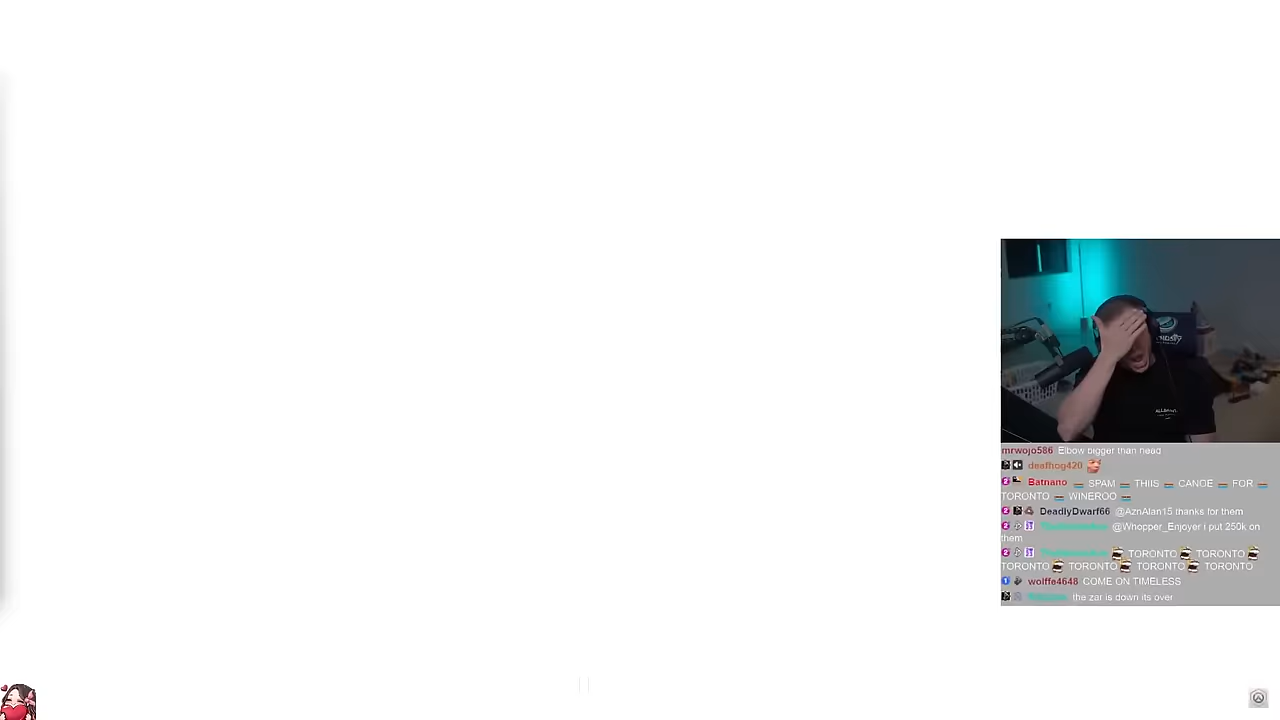 mrwojo586 Elbow bigger than head
deafhog420
Batnano SPAM THIIS CANOE FOR
TORONTO WINEROO
DeadlyDwarf66 @AznAlan15 thanks for them
@Whopper_Enjoyer i put 250k on
them
TORONTO TORONTO
TORONTO TORONTO TORONTO TORONTO
wolffe4648 COME ON TIMELESS
the zar is down its over